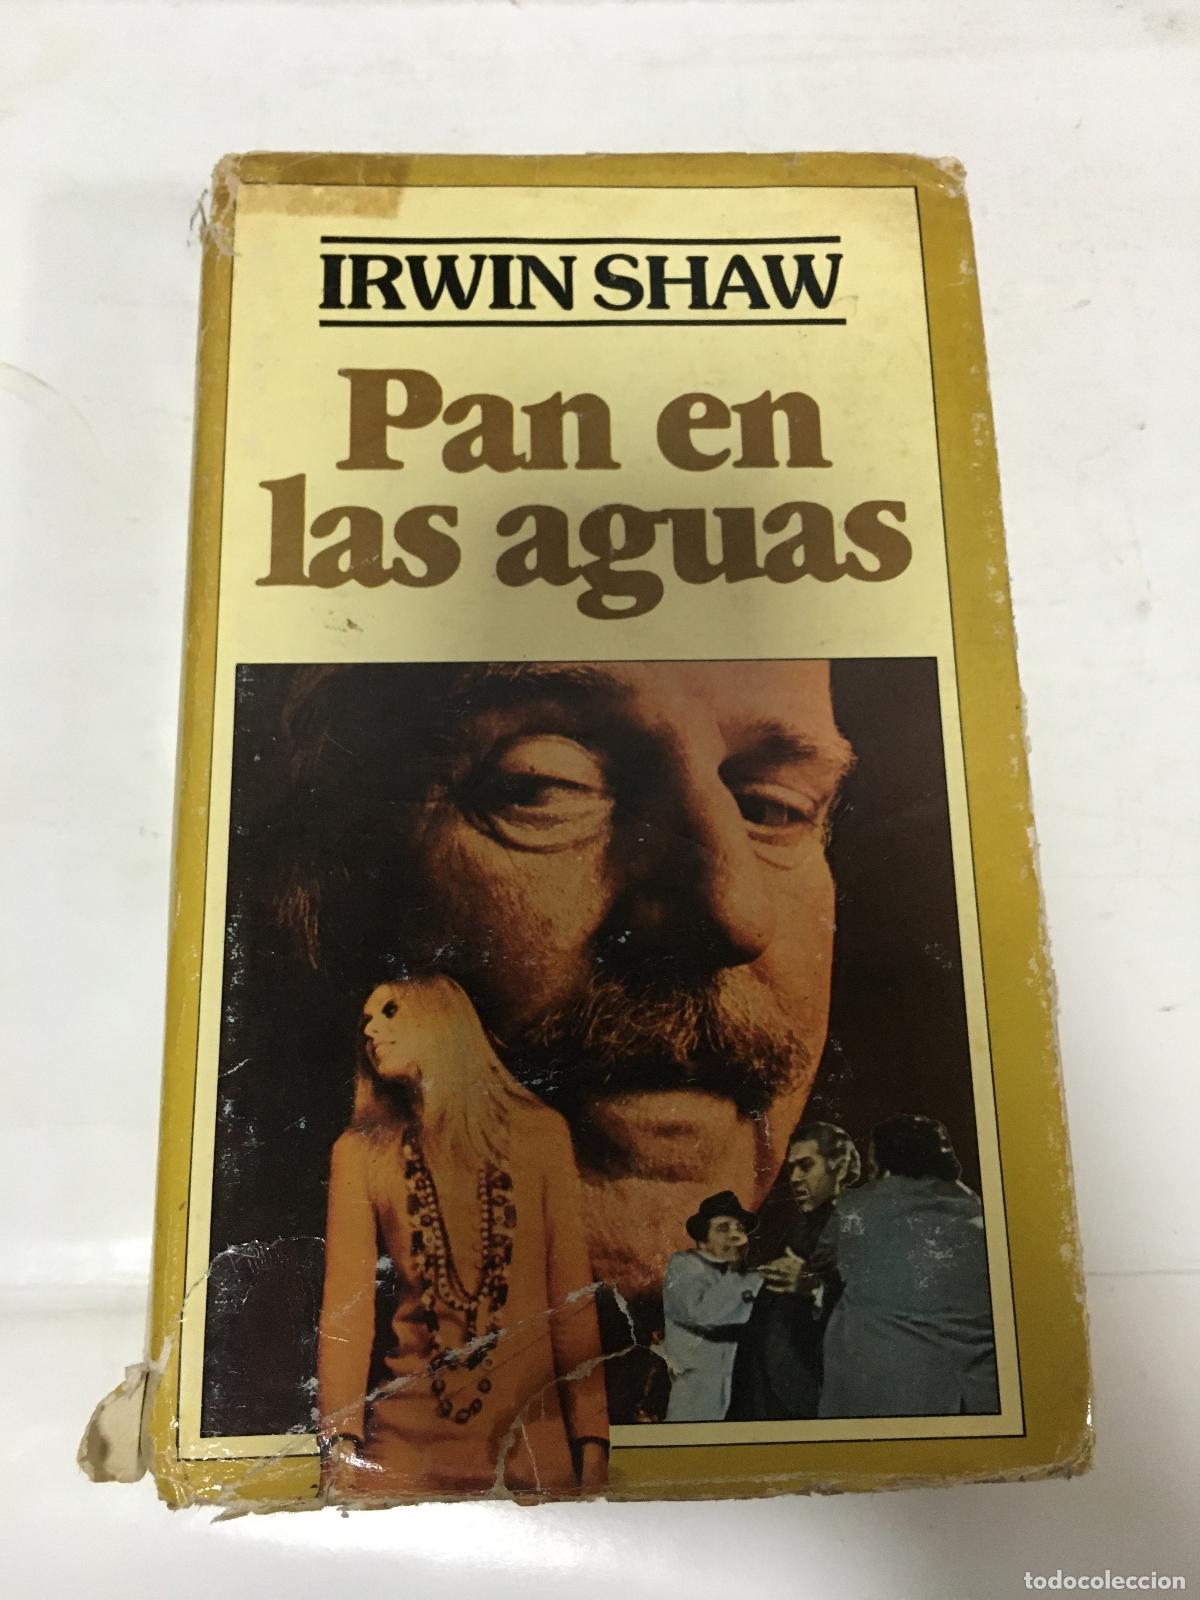 IRWIN SHAW
Pan en
las aguas
todocoleccion